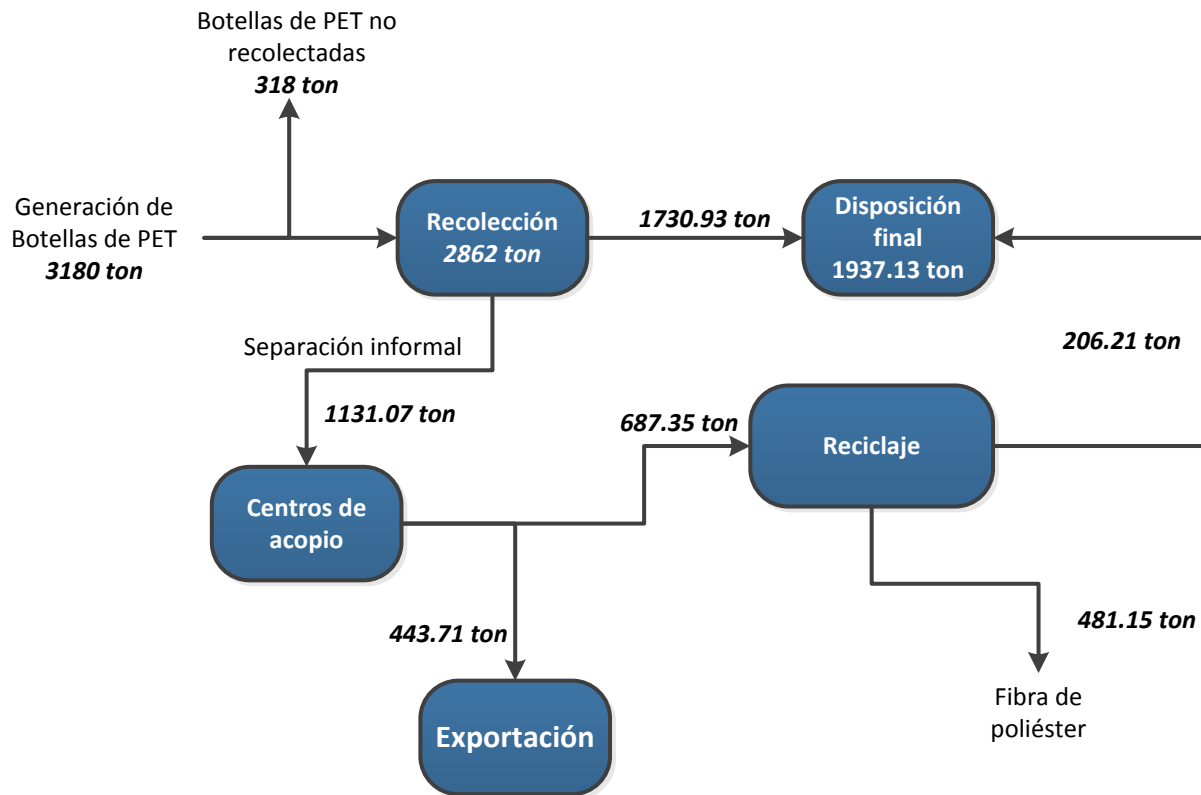 Botellas de PET no
recolectadas
318 ton
Generación de
Botellas de PET
3180 ton
Recolección
2862 ton
1730.93 ton
Disposición
final
1937.13 ton
Separación informal
206.21 ton
1131.07 ton
687.35 ton
Reciclaje
Centros de
acopio
443.71 ton
481.15 ton
Exportación
Fibra de
poliéster